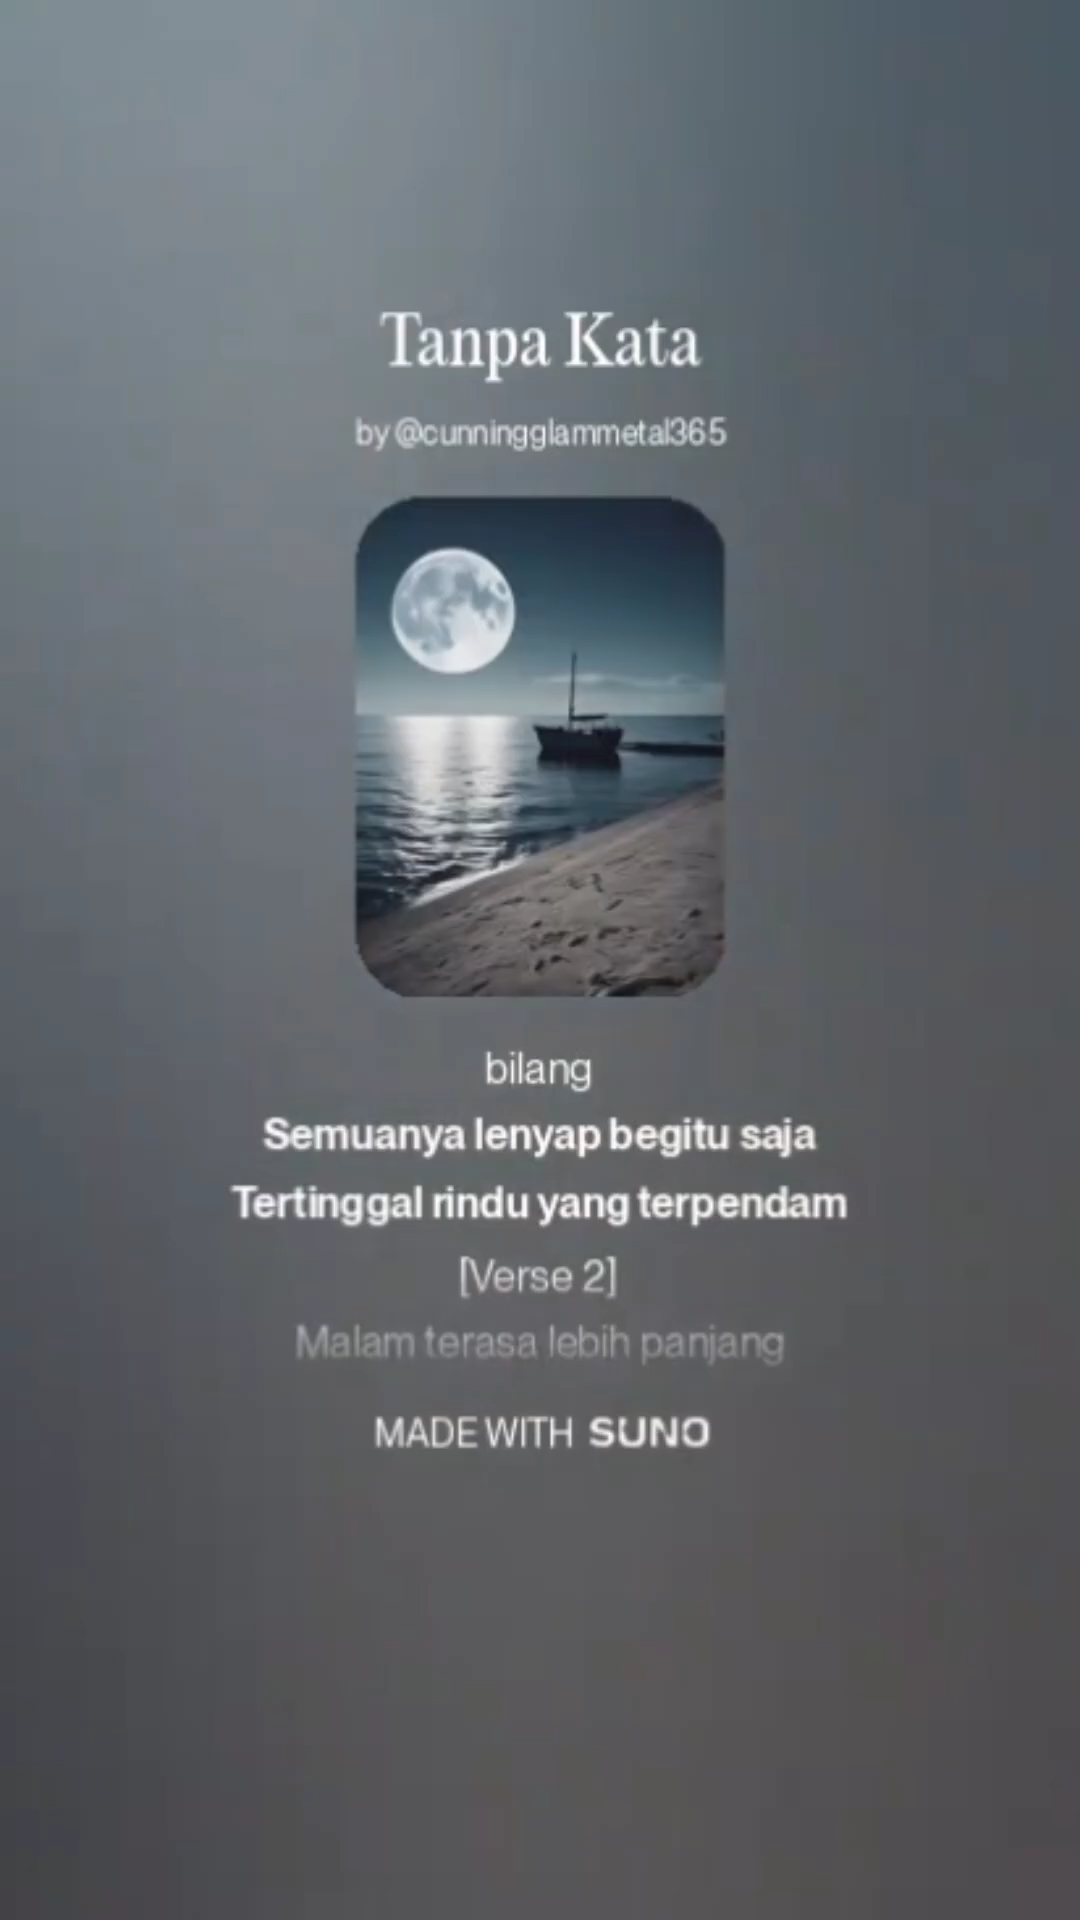 Tanpa Kata
by @cunningglammetal365
bilang
Semuanya lenyap begitu saja
Tertinggal rindu yang terpendam
[Verse 2]
Malam terasa lebih panjang
MADE WITH SUNO